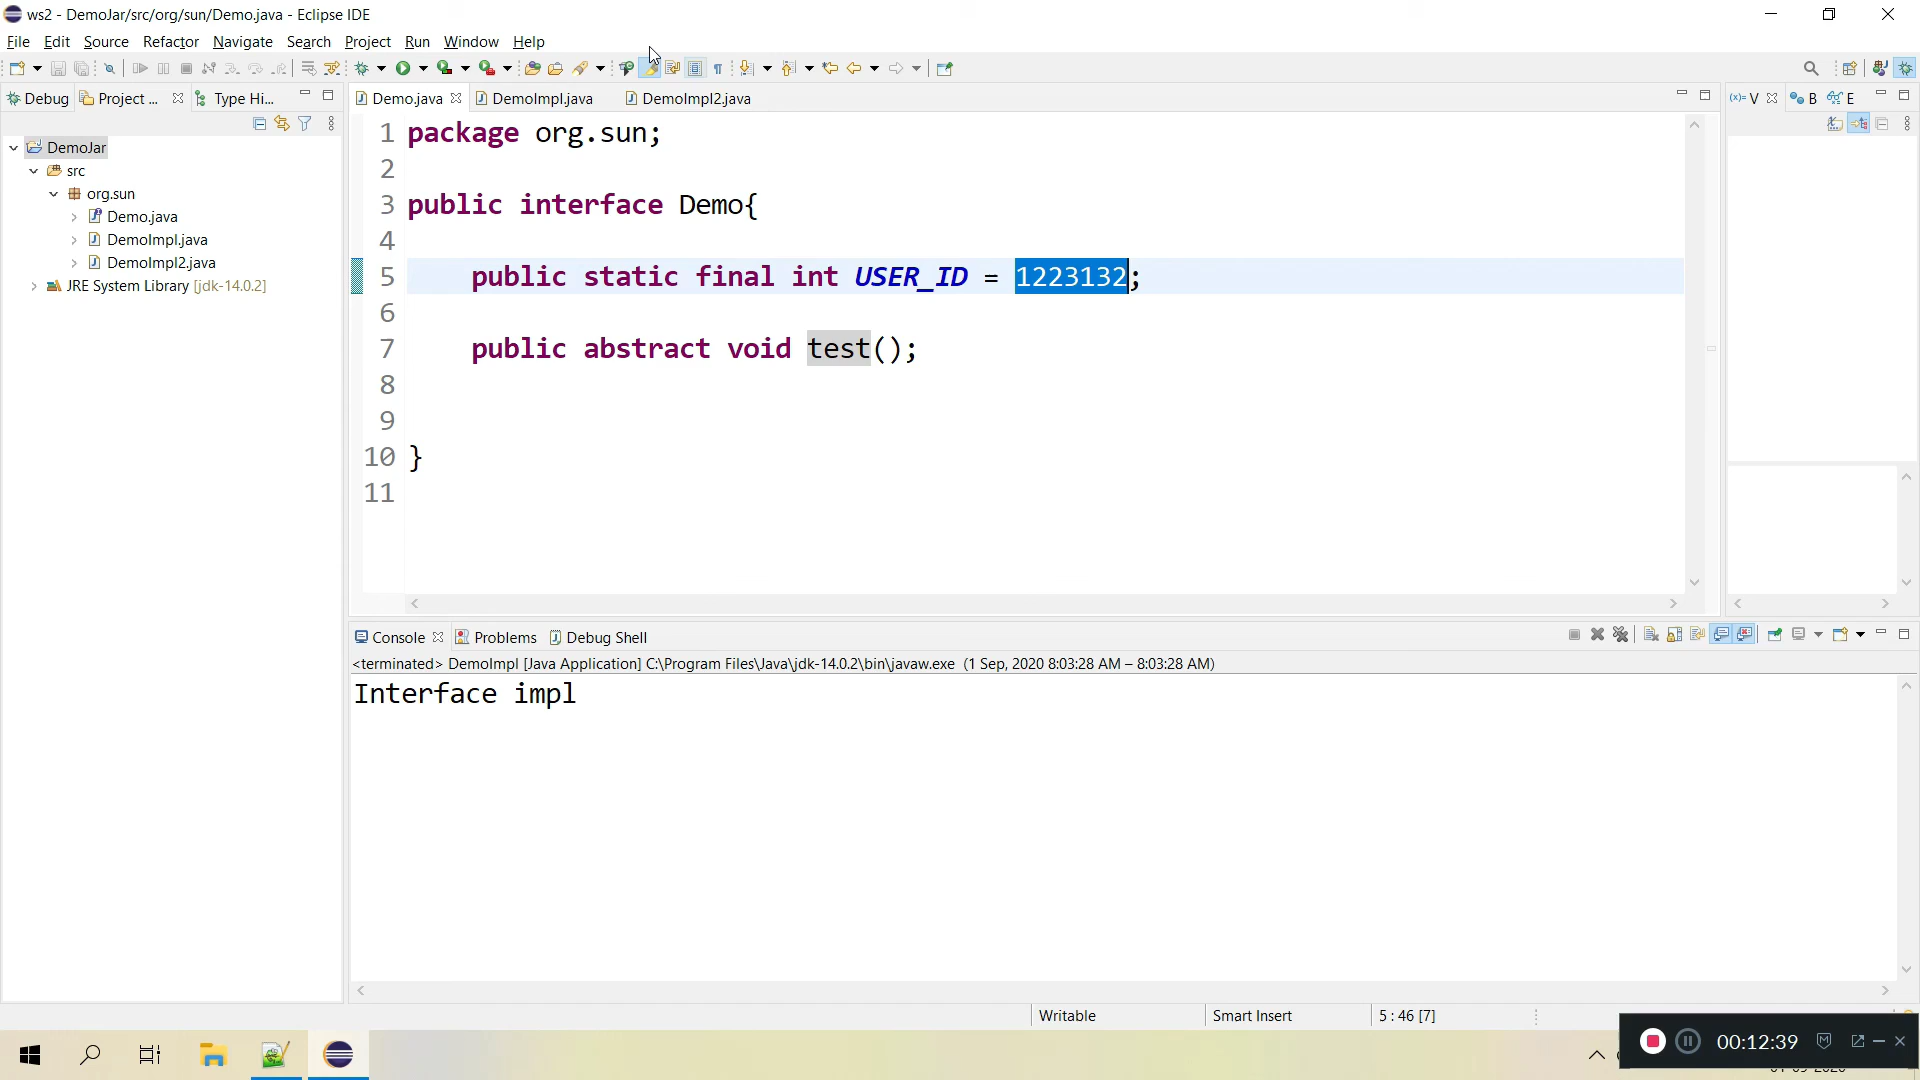 ws2 - DemoJar/src/org/sun/Demo.java - Eclipse IDE
File Edit Source Refactor Navigate Search Project Run Window Help
Debug Project ... Type Hi...
Demo.java DemoImpl.java DemoImpl2.java
(x)= V B E
DemoJar
src
org.sun
Demo.java
DemoImpl.java
DemoImpl2.java
JRE System Library [jdk-14.0.2]
1 package org.sun;
2
3 public interface Demo{
4
5 public static final int USER_ID = 1223132;
6
7 public abstract void test();
8
9
10 }
11
Console Problems Debug Shell
<terminated> DemoImpl [Java Application] C:\Program Files\Java\jdk-14.0.2\bin\javaw.exe (1 Sep, 2020 8:03:28 AM – 8:03:28 AM)
Interface impl
Writable Smart Insert 5 : 46 [7]
00:12:39